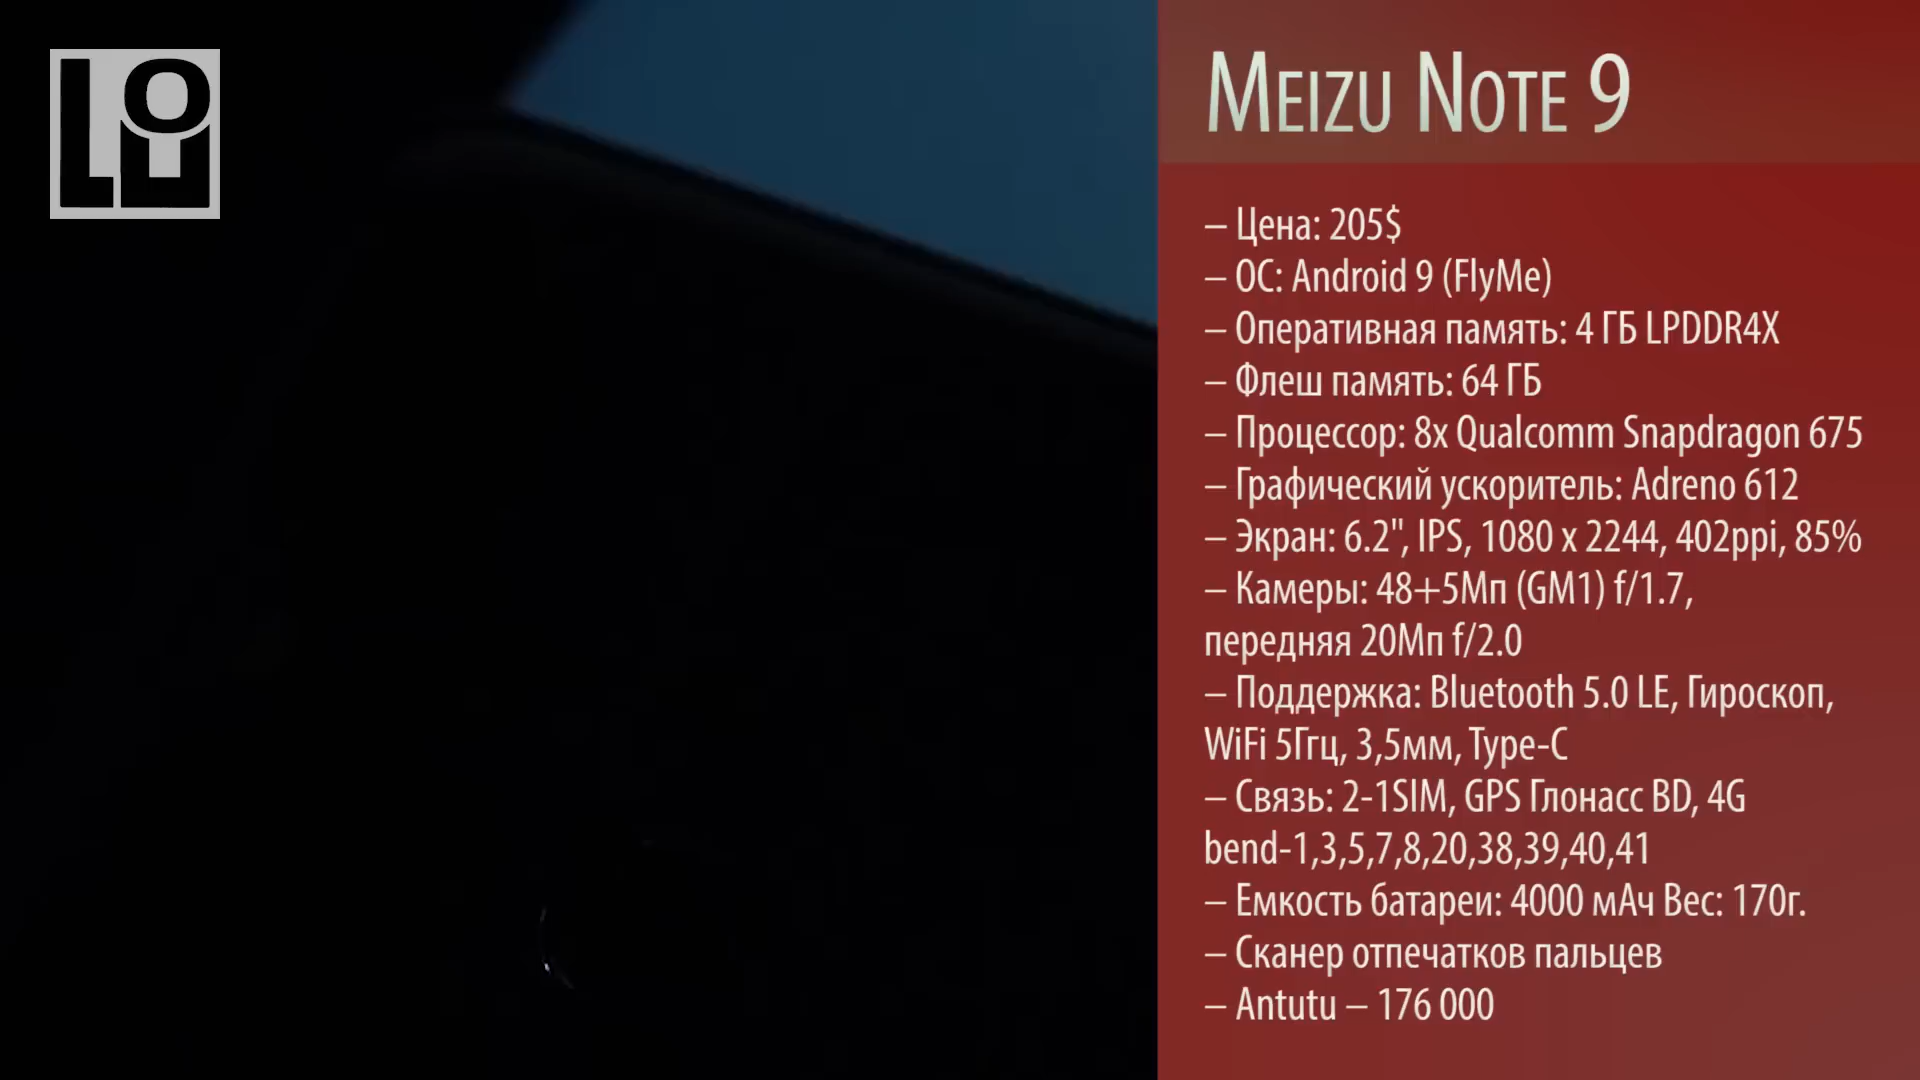 LOU
Meizu Note 9
– Цена: 205$
– ОС: Android 9 (FlyMe)
– Оперативная память: 4 ГБ LPDDR4X
– Флеш память: 64 ГБ
– Процессор: 8x Qualcomm Snapdragon 675
– Графический ускоритель: Adreno 612
– Экран: 6.2", IPS, 1080 x 2244, 402ppi, 85%
– Камеры: 48+5Мп (GM1) f/1.7,
передняя 20Мп f/2.0
– Поддержка: Bluetooth 5.0 LE, Гироскоп,
WiFi 5Ггц, 3,5мм, Type-C
– Связь: 2-1SIM, GPS Глонасс BD, 4G
bend-1,3,5,7,8,20,38,39,40,41
– Емкость батареи: 4000 мАч Вес: 170г.
– Сканер отпечатков пальцев
– Antutu – 176 000